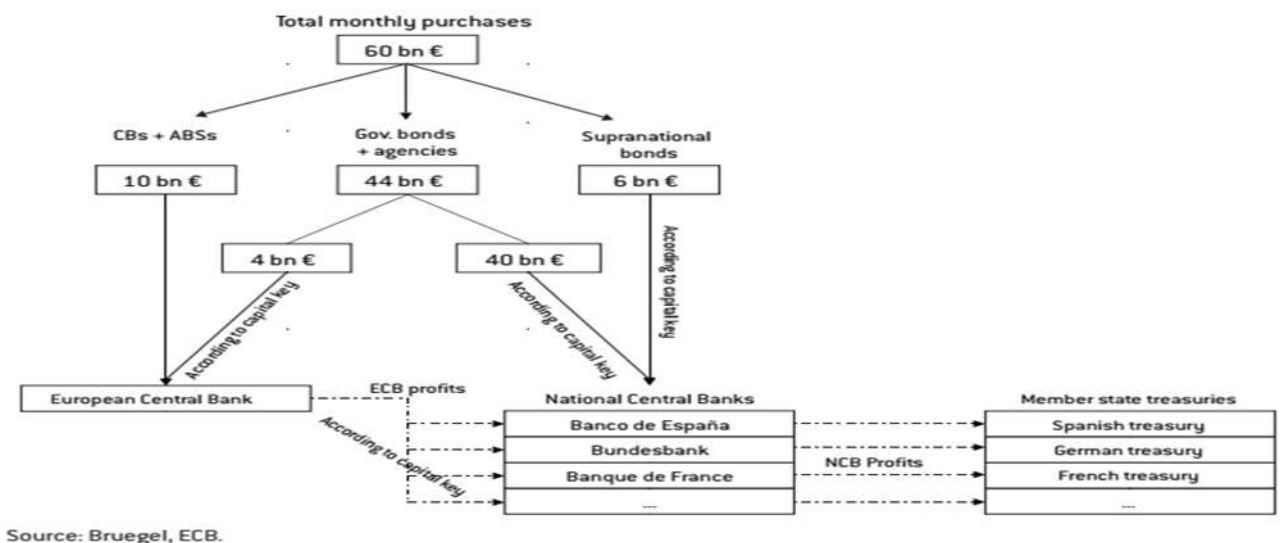 Total monthly purchases
60 bn €
CBs + ABSs
Gov. bonds
+ agencies
Supranational
bonds
10 bn €
44 bn €
6 bn €
4 bn €
40 bn €
According to capital key
According to capital key
According to capital key
European Central Bank
ECB profits
According to capital key
National Central Banks
Banco de España
Bundesbank
Banque de France
...
NCB Profits
Member state treasuries
Spanish treasury
German treasury
French treasury
...
Source: Bruegel, ECB.